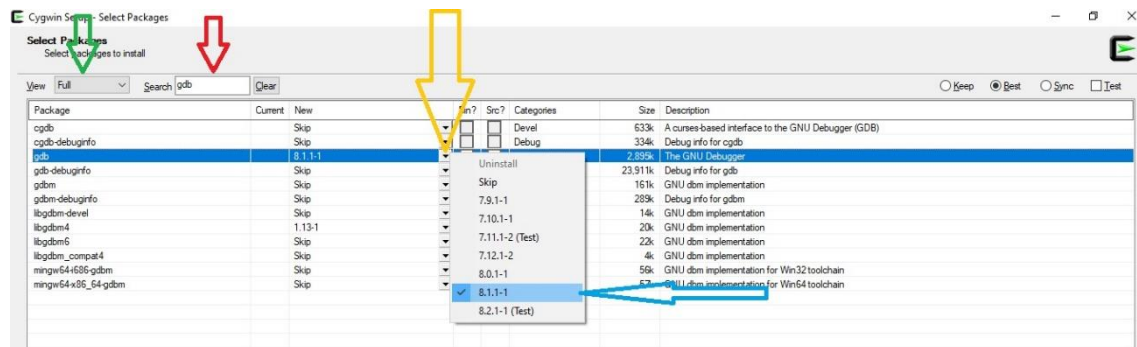 Cygwin Setup - Select Packages
Select Packages
Select packages to install
View Full Search gdb Clear Keep Best Sync Test
Package Current New Bin? Src? Categories Size Description
cgdb Skip Devel 633k A curses-based interface to the GNU Debugger (GDB)
cgdb-debuginfo Skip Debug 334k Debug info for cgdb
gdb 8.1.1-1 2,895k The GNU Debugger
gdb-debuginfo Skip 23,911k Debug info for gdb
gdbm Skip 161k GNU dbm implementation
gdbm-debuginfo Skip 289k Debug info for gdbm
libgdbm-devel Skip 14k GNU dbm implementation
libgdbm4 1.13-1 20k GNU dbm implementation
libgdbm6 Skip 22k GNU dbm implementation
libgdbm_compat4 Skip 4k GNU dbm implementation
mingw64-i686-gdbm Skip 56k GNU dbm implementation for Win32 toolchain
mingw64-x86_64-gdbm Skip 57k GNU dbm implementation for Win64 toolchain
Uninstall
Skip
7.9.1-1
7.10.1-1
7.11.1-2 (Test)
7.12.1-2
8.0.1-1
8.1.1-1
8.2.1-1 (Test)